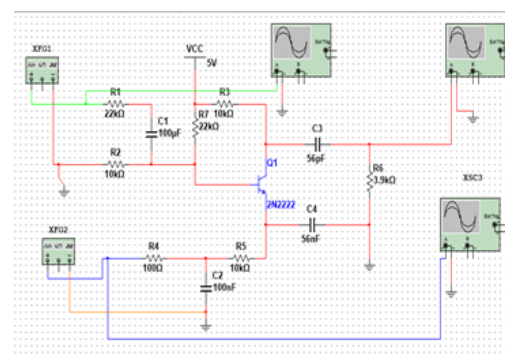 XFG1
VCC
5V
R1
22kΩ
R3
10kΩ
C1
100µF
R7
22kΩ
R2
10kΩ
C3
56pF
Q1
2N2222
R6
3.9kΩ
XSC3
C4
56nF
XFG2
R4
100Ω
R5
10kΩ
C2
100nF